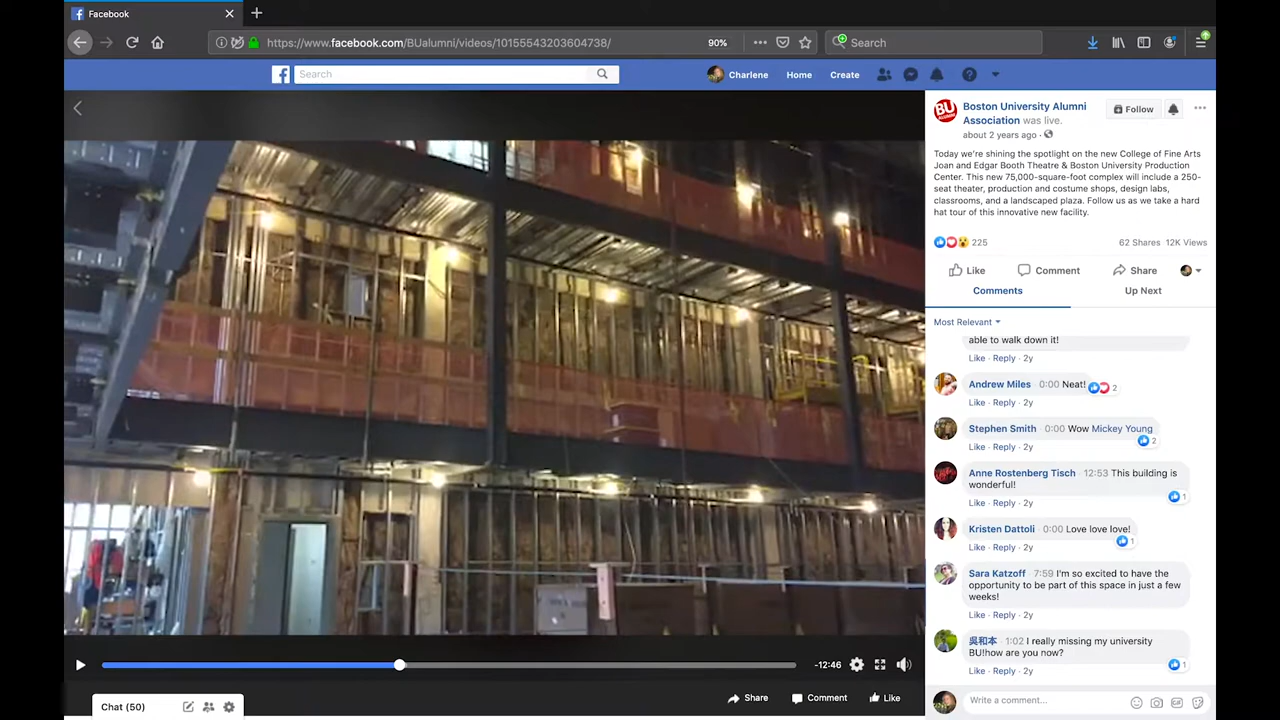 Facebook
https://www.facebook.com/BUalumni/videos/10155543203604738/
90%
Search
Search
Charlene
Home
Create
BU
ALUMNI
Boston University Alumni
Association was live.
about 2 years ago ·
Follow
Today we're shining the spotlight on the new College of Fine Arts
Joan and Edgar Booth Theatre & Boston University Production
Center. This new 75,000-square-foot complex will include a 250-
seat theater, production and costume shops, design labs,
classrooms, and a landscaped plaza. Follow us as we take a hard
hat tour of this innovative new facility.
225
62 Shares 12K Views
Like
Comment
Share
Comments
Up Next
Most Relevant
able to walk down it!
Like · Reply · 2y
Andrew Miles 0:00 Neat!
2
Like · Reply · 2y
Stephen Smith 0:00 Wow Mickey Young
2
Like · Reply · 2y
Anne Rostenberg Tisch 12:53 This building is
wonderful!
1
Like · Reply · 2y
Kristen Dattoli 0:00 Love love love!
1
Like · Reply · 2y
Sara Katzoff 7:59 I'm so excited to have the
opportunity to be part of this space in just a few
weeks!
Like · Reply · 2y
吳和本 1:02 I really missing my university
BU!how are you now?
1
Like · Reply · 2y
Write a comment...
GIF
-12:46
Share
Comment
Like
Chat (50)